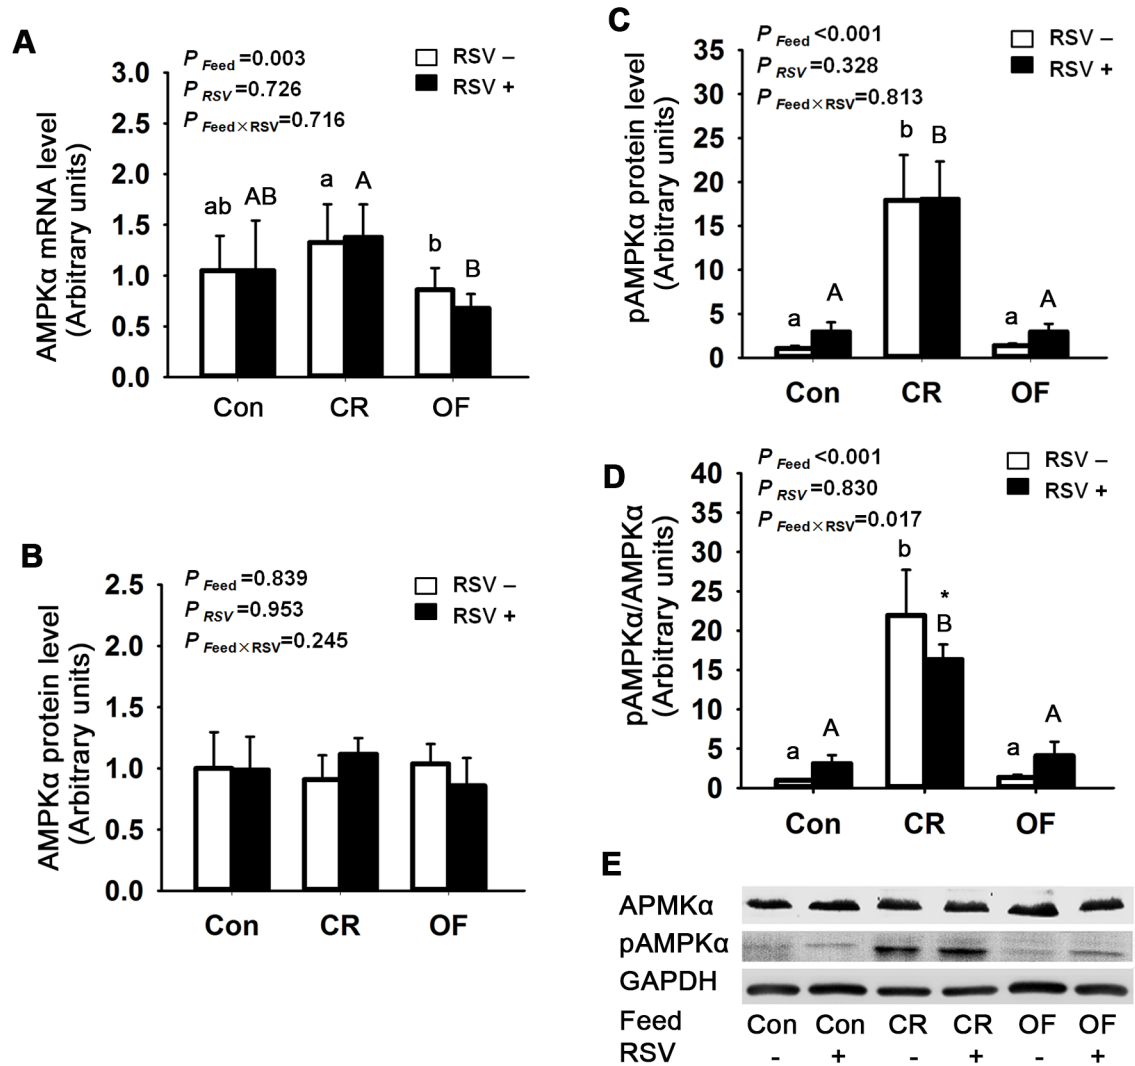 A
P Feed =0.003
P RSV =0.726
P Feed×RSV=0.716
RSV –
RSV +
AMPKα mRNA level
(Arbitrary units)
3.0
2.5
2.0
1.5
1.0
0.5
0.0
ab
AB
a
A
b
B
Con
CR
OF
B
P Feed =0.839
P RSV =0.953
P Feed×RSV=0.245
RSV –
RSV +
AMPKα protein level
(Arbitrary units)
2.5
2.0
1.5
1.0
0.5
0.0
Con
CR
OF
C
P Feed <0.001
P RSV =0.328
P Feed×RSV=0.813
RSV –
RSV +
pAMPKα protein level
(Arbitrary units)
35
30
25
20
15
10
5
0
a
A
b
B
a
A
Con
CR
OF
D
P Feed <0.001
P RSV =0.830
P Feed×RSV=0.017
RSV –
RSV +
pAMPKα/AMPKα
(Arbitrary units)
40
35
30
25
20
15
10
5
0
a
A
b
*
B
a
A
Con
CR
OF
E
APMKα
pAMPKα
GAPDH
Feed Con Con CR CR OF OF
RSV - + - + - +